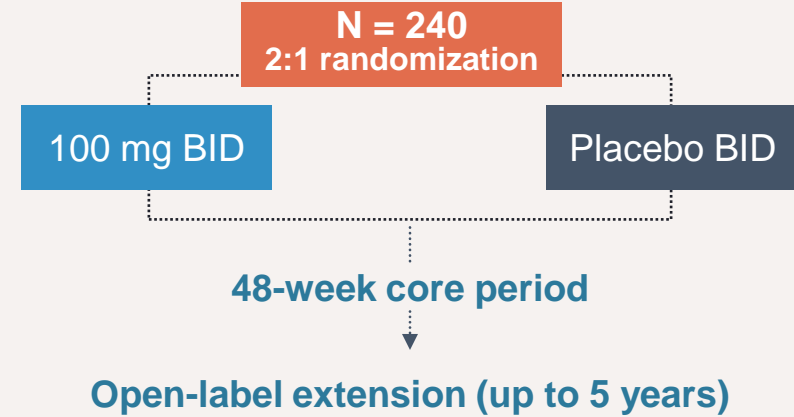 N = 240
2:1 randomization
100 mg BID
Placebo BID
48-week core period
Open-label extension (up to 5 years)